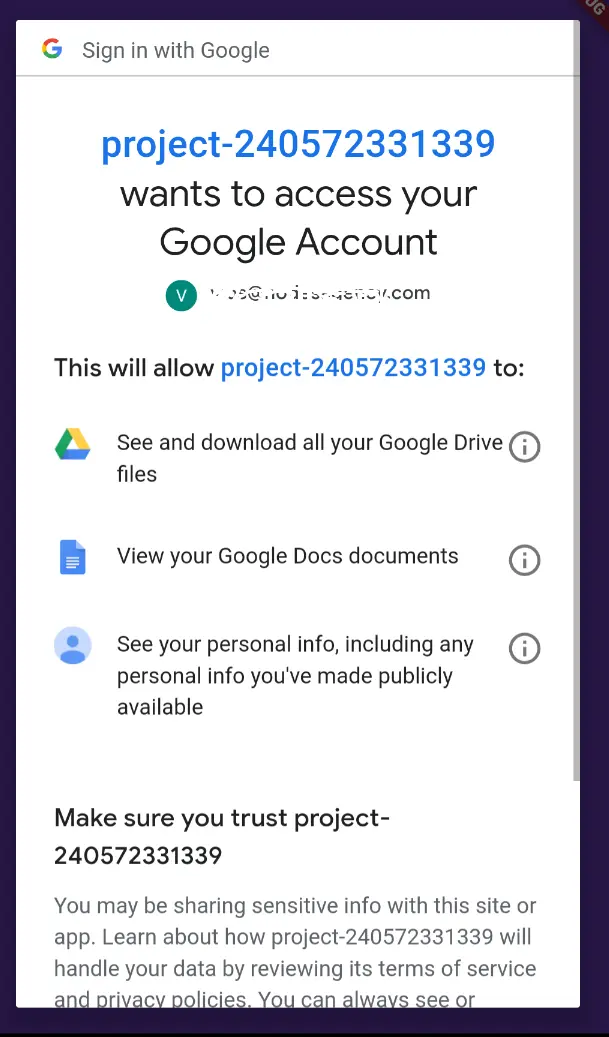 Sign in with Google
project-240572331339
wants to access your
Google Account
V
This will allow project-240572331339 to:
See and download all your Google Drive
files
View your Google Docs documents
See your personal info, including any
personal info you've made publicly
available
Make sure you trust project-
240572331339
You may be sharing sensitive info with this site or
app. Learn about how project-240572331339 will
handle your data by reviewing its terms of service
and privacy policies. You can always see or